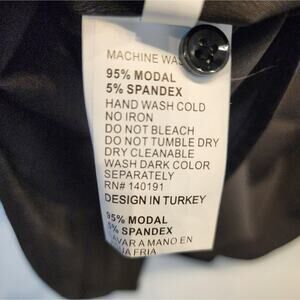 MACHINE
95% MODAL
5% SPANDEX
HAND WASH COLD
NO IRON
DO NOT BLEACH
DO NOT TUMBLE DRY
DRY CLEANABLE
WASH DARK COLOR
SEPARATELY
RN# 140191
DESIGN IN TURKEY
95% MODAL
5% SPANDEX
LAVAR A MANO EN
FRIA